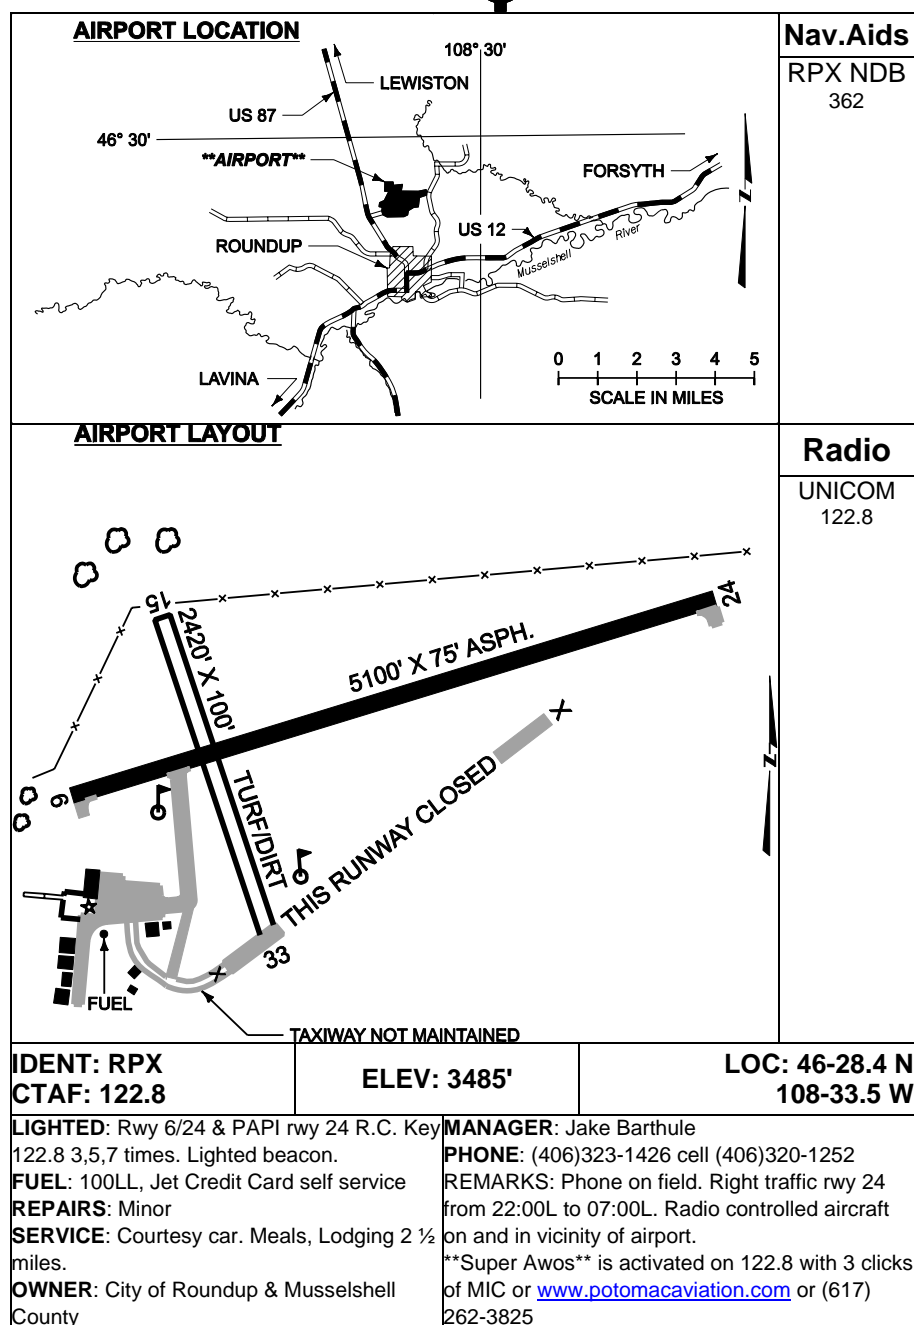 AIRPORT LOCATION
108° 30'
LEWISTON
US 87
46° 30'
**AIRPORT**
FORSYTH
US 12
ROUNDUP
River
Musselshell
N
LAVINA
0 1 2 3 4 5
SCALE IN MILES
Nav.Aids
RPX NDB
362
AIRPORT LAYOUT
Radio
UNICOM
122.8
15
24
2420' X 100'
5100' X 75' ASPH.
N
6
TURF/DIRT
THIS RUNWAY CLOSED
33
FUEL
TAXIWAY NOT MAINTAINED
IDENT: RPX
CTAF: 122.8
ELEV: 3485'
LOC: 46-28.4 N
108-33.5 W
LIGHTED: Rwy 6/24 & PAPI rwy 24 R.C. Key
122.8 3,5,7 times. Lighted beacon.
FUEL: 100LL, Jet Credit Card self service
REPAIRS: Minor
SERVICE: Courtesy car. Meals, Lodging 2 ½
miles.
OWNER: City of Roundup & Musselshell
County
MANAGER: Jake Barthule
PHONE: (406)323-1426 cell (406)320-1252
REMARKS: Phone on field. Right traffic rwy 24
from 22:00L to 07:00L. Radio controlled aircraft
on and in vicinity of airport.
**Super Awos** is activated on 122.8 with 3 clicks
of MIC or www.potomacaviation.com or (617)
262-3825